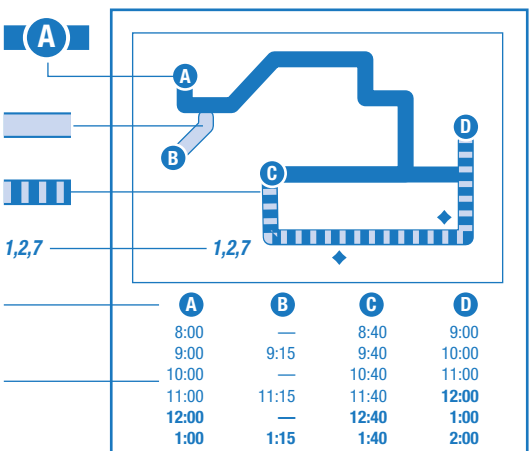 A
A
D
B
C
1,2,7 1,2,7
A B C D
8:00 — 8:40 9:00
9:00 9:15 9:40 10:00
10:00 — 10:40 11:00
11:00 11:15 11:40 12:00
12:00 — 12:40 1:00
1:00 1:15 1:40 2:00